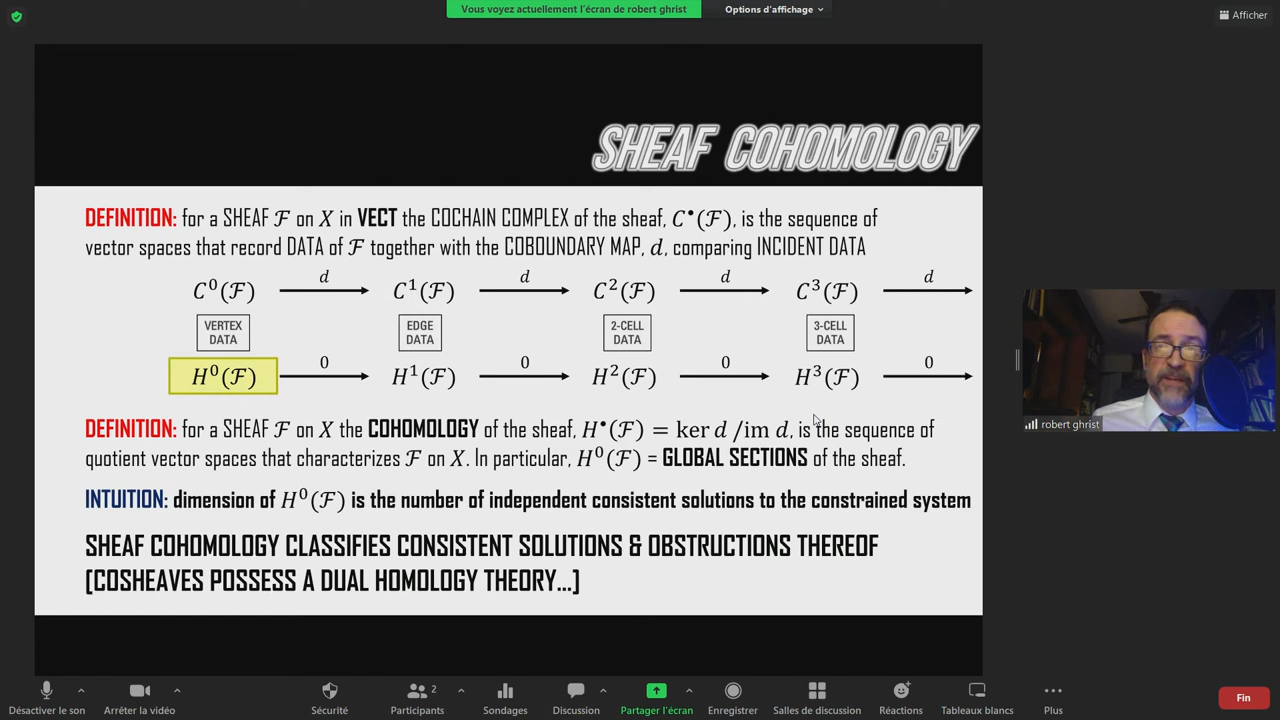 Vous voyez actuellement l'écran de robert ghrist
Options d'affichage
Afficher
SHEAF COHOMOLOGY
DEFINITION: for a SHEAF ℱ on X in VECT the COCHAIN COMPLEX of the sheaf, C•(ℱ), is the sequence of
vector spaces that record DATA of ℱ together with the COBOUNDARY MAP, d, comparing INCIDENT DATA
C⁰(ℱ) d C¹(ℱ) d C²(ℱ) d C³(ℱ) d
VERTEX EDGE 2-CELL 3-CELL
DATA DATA DATA DATA
H⁰(ℱ) 0 H¹(ℱ) 0 H²(ℱ) 0 H³(ℱ) 0
DEFINITION: for a SHEAF ℱ on X the COHOMOLOGY of the sheaf, H•(ℱ) = ker d /im d, is the sequence of
quotient vector spaces that characterizes ℱ on X. In particular, H⁰(ℱ) = GLOBAL SECTIONS of the sheaf.
INTUITION: dimension of H⁰(ℱ) is the number of independent consistent solutions to the constrained system
SHEAF COHOMOLOGY CLASSIFIES CONSISTENT SOLUTIONS & OBSTRUCTIONS THEREOF
[COSHEAVES POSSESS A DUAL HOMOLOGY THEORY...]
robert ghrist
Désactiver le son
Arrêter la vidéo
Sécurité
2
Participants
Sondages
Discussion
Partager l'écran
Enregistrer
Salles de discussion
Réactions
Tableaux blancs
Plus
Fin